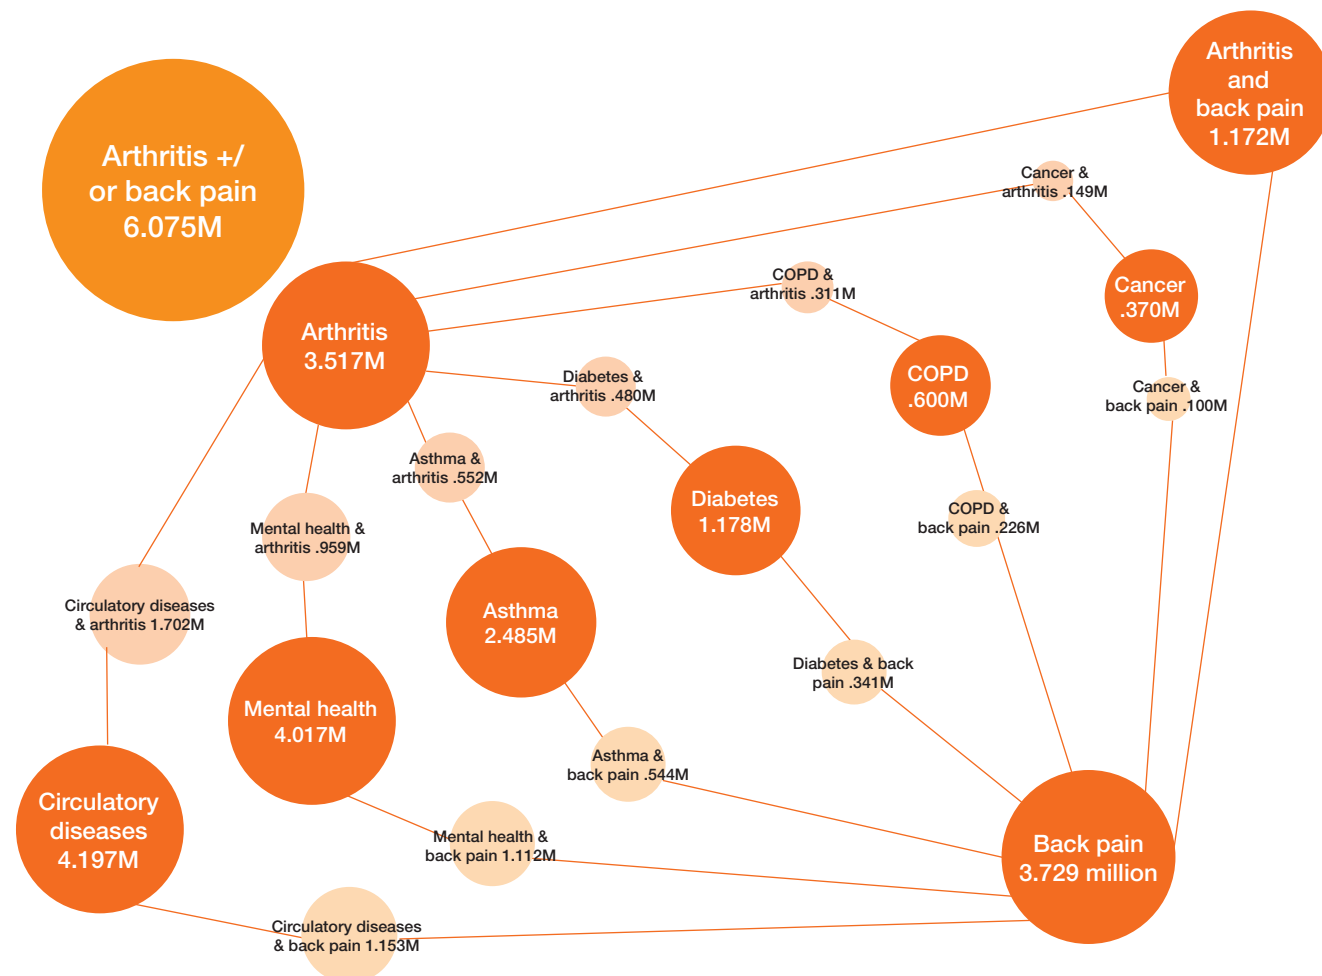 Arthritis
and
back pain
1.172M
Arthritis +/
or back pain
6.075M
Cancer &
arthritis .149M
COPD &
arthritis .311M
Cancer
.370M
Arthritis
3.517M
Diabetes &
arthritis .480M
COPD
.600M
Cancer &
back pain .100M
Asthma &
arthritis .552M
Diabetes
1.178M
Mental health &
arthritis .959M
COPD &
back pain .226M
Circulatory diseases
& arthritis 1.702M
Asthma
2.485M
Diabetes & back
pain .341M
Mental health
4.017M
Asthma &
back pain .544M
Circulatory
diseases
4.197M
Mental health &
back pain 1.112M
Back pain
3.729 million
Circulatory diseases
& back pain 1.153M